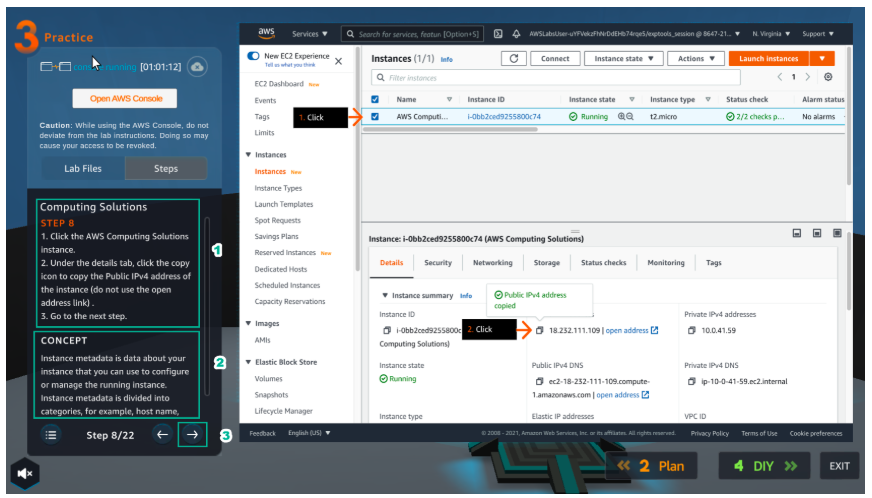 3 Practice
console running [01:01:12]
Open AWS Console
Caution: While using the AWS Console, do not
deviate from the lab instructions. Doing so may
cause your access to be revoked.
Lab Files Steps
Computing Solutions
STEP 8
1. Click the AWS Computing Solutions
instance.
2. Under the details tab, click the copy
icon to copy the Public IPv4 address of
the instance (do not use the open
address link) .
3. Go to the next step.
1
CONCEPT
Instance metadata is data about your
instance that you can use to configure
or manage the running instance.
Instance metadata is divided into
categories, for example, host name,
2
Step 8/22
3
aws Services ▼ Search for services, featun [Option+S] AWSLabsUser-uYFVekzFhNrDdEHb74rqe5/exptools_session @ 8647-21... ▼ N. Virginia ▼ Support ▼
New EC2 Experience
Tell us what you think
EC2 Dashboard New
Events
Tags
Limits
Instances
Instances New
Instance Types
Launch Templates
Spot Requests
Savings Plans
Reserved Instances New
Dedicated Hosts
Scheduled Instances
Capacity Reservations
Images
AMIs
Elastic Block Store
Volumes
Snapshots
Lifecycle Manager
Instances (1/1) Info Connect Instance state ▼ Actions ▼ Launch instances ▼
Filter instances < 1 >
Name Instance ID Instance state Instance type Status check Alarm status
1. Click
AWS Computi... i-0bb2ced9255800c74 Running t2.micro 2/2 checks p... No alarms
Instance: i-0bb2ced9255800c74 (AWS Computing Solutions)
Details Security Networking Storage Status checks Monitoring Tags
▼ Instance summary Info
Public IPv4 address
copied
Instance ID Private IPv4 addresses
i-0bb2ced9255800c
Computing Solutions)
2. Click
18.232.111.109 | open address
10.0.41.59
Instance state Public IPv4 DNS Private IPv4 DNS
Running ec2-18-232-111-109.compute-
1.amazonaws.com | open address
ip-10-0-41-59.ec2.internal
Instance type Elastic IP addresses VPC ID
Feedback English (US) ▼ © 2008 - 2021, Amazon Web Services, Inc. or its affiliates. All rights reserved. Privacy Policy Terms of Use Cookie preferences
2 Plan 4 DIY EXIT